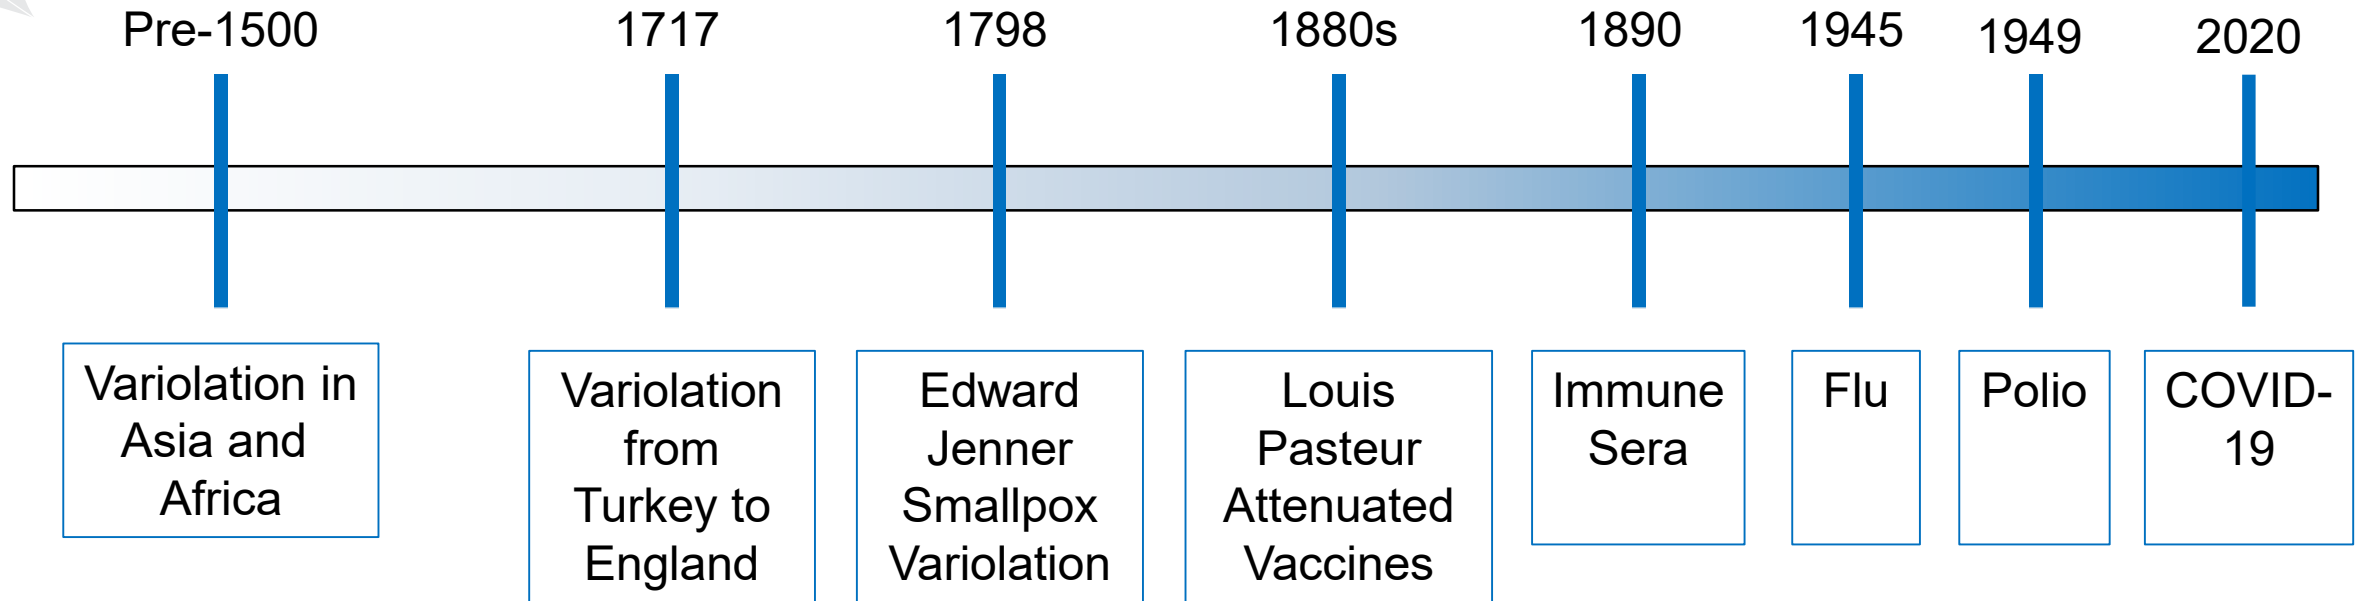 Pre-1500
1717
1798
1880s
1890
1945
1949
2020
Variolation in
Asia and
Africa
Variolation
from
Turkey to
England
Edward
Jenner
Smallpox
Variolation
Louis
Pasteur
Attenuated
Vaccines
Immune
Sera
Flu
Polio
COVID-
19